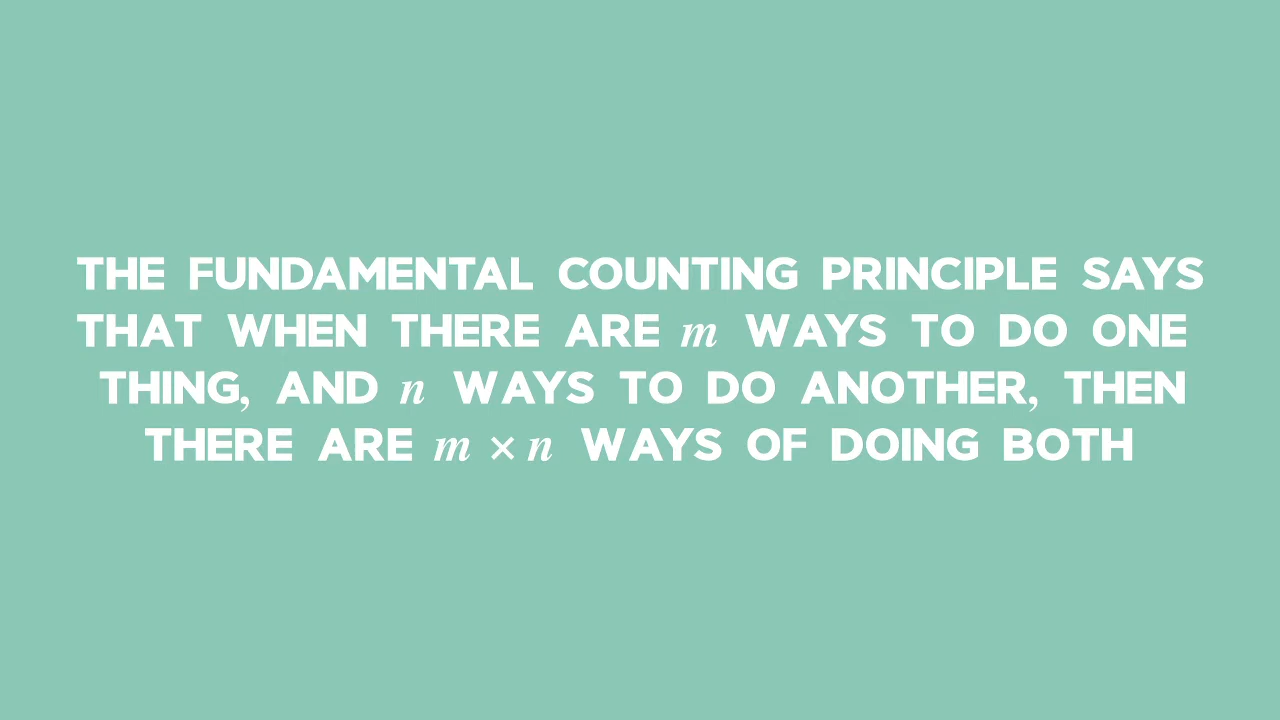 THE FUNDAMENTAL COUNTING PRINCIPLE SAYS
THAT WHEN THERE ARE m WAYS TO DO ONE
THING, AND n WAYS TO DO ANOTHER, THEN
THERE ARE m × n WAYS OF DOING BOTH